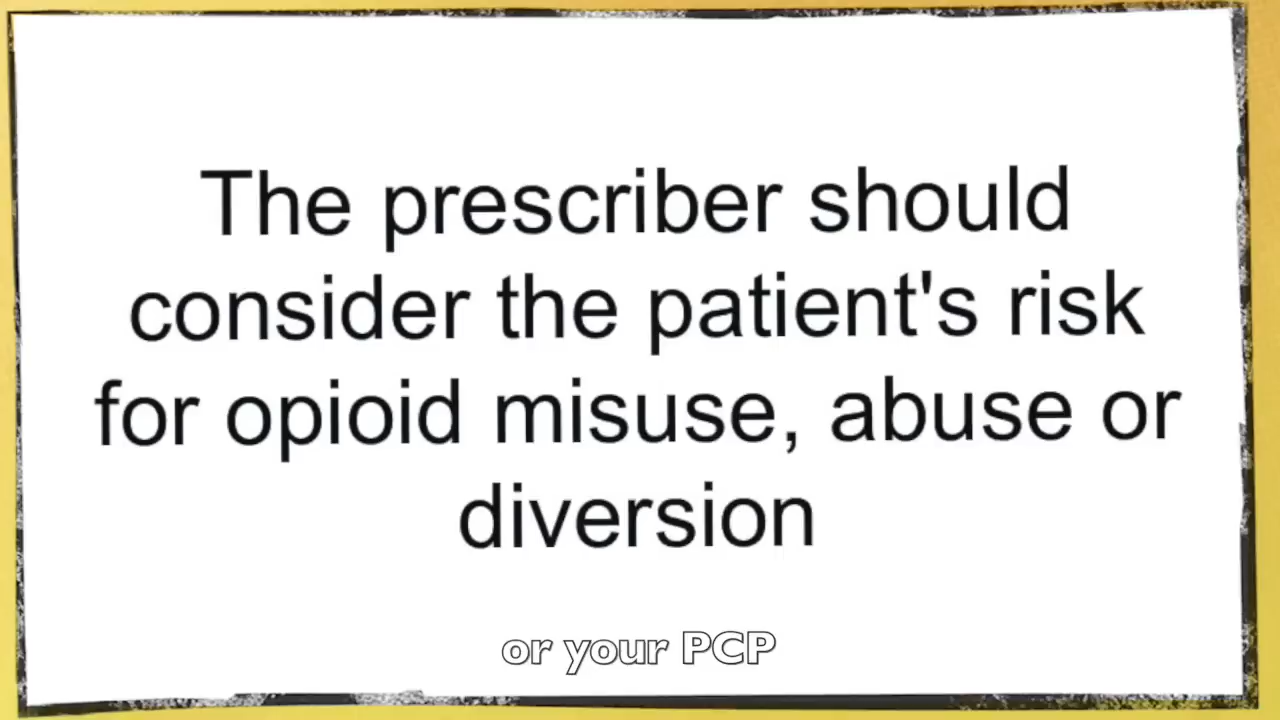 The prescriber should
consider the patient's risk
for opioid misuse, abuse or
diversion
or your PCP